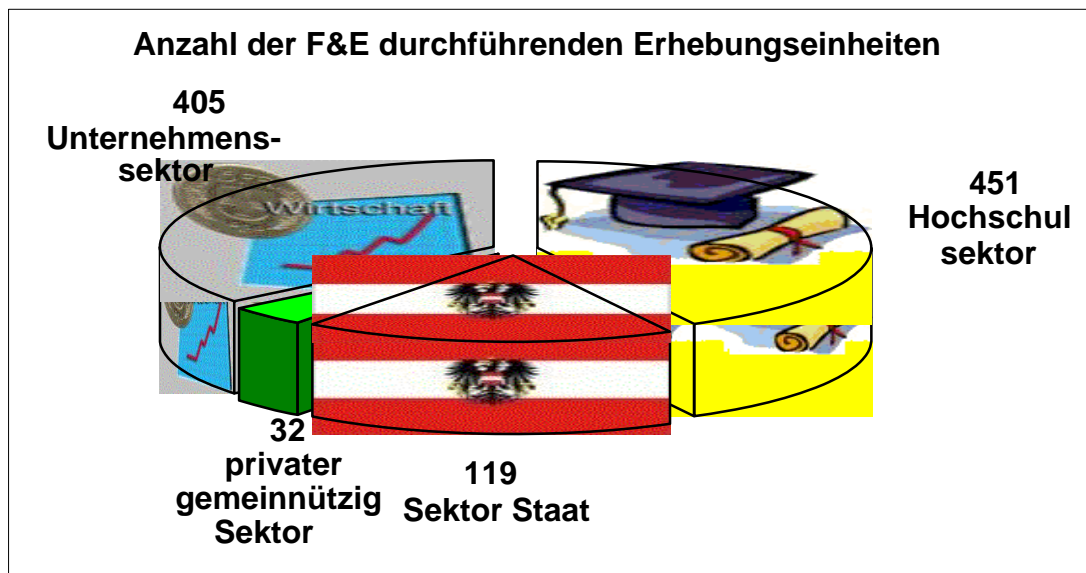 Anzahl der F&E durchführenden Erhebungseinheiten
405
Unternehmens-
sektor
Wirtschaft
451
Hochschul
sektor
32
privater
gemeinnützig
Sektor
119
Sektor Staat